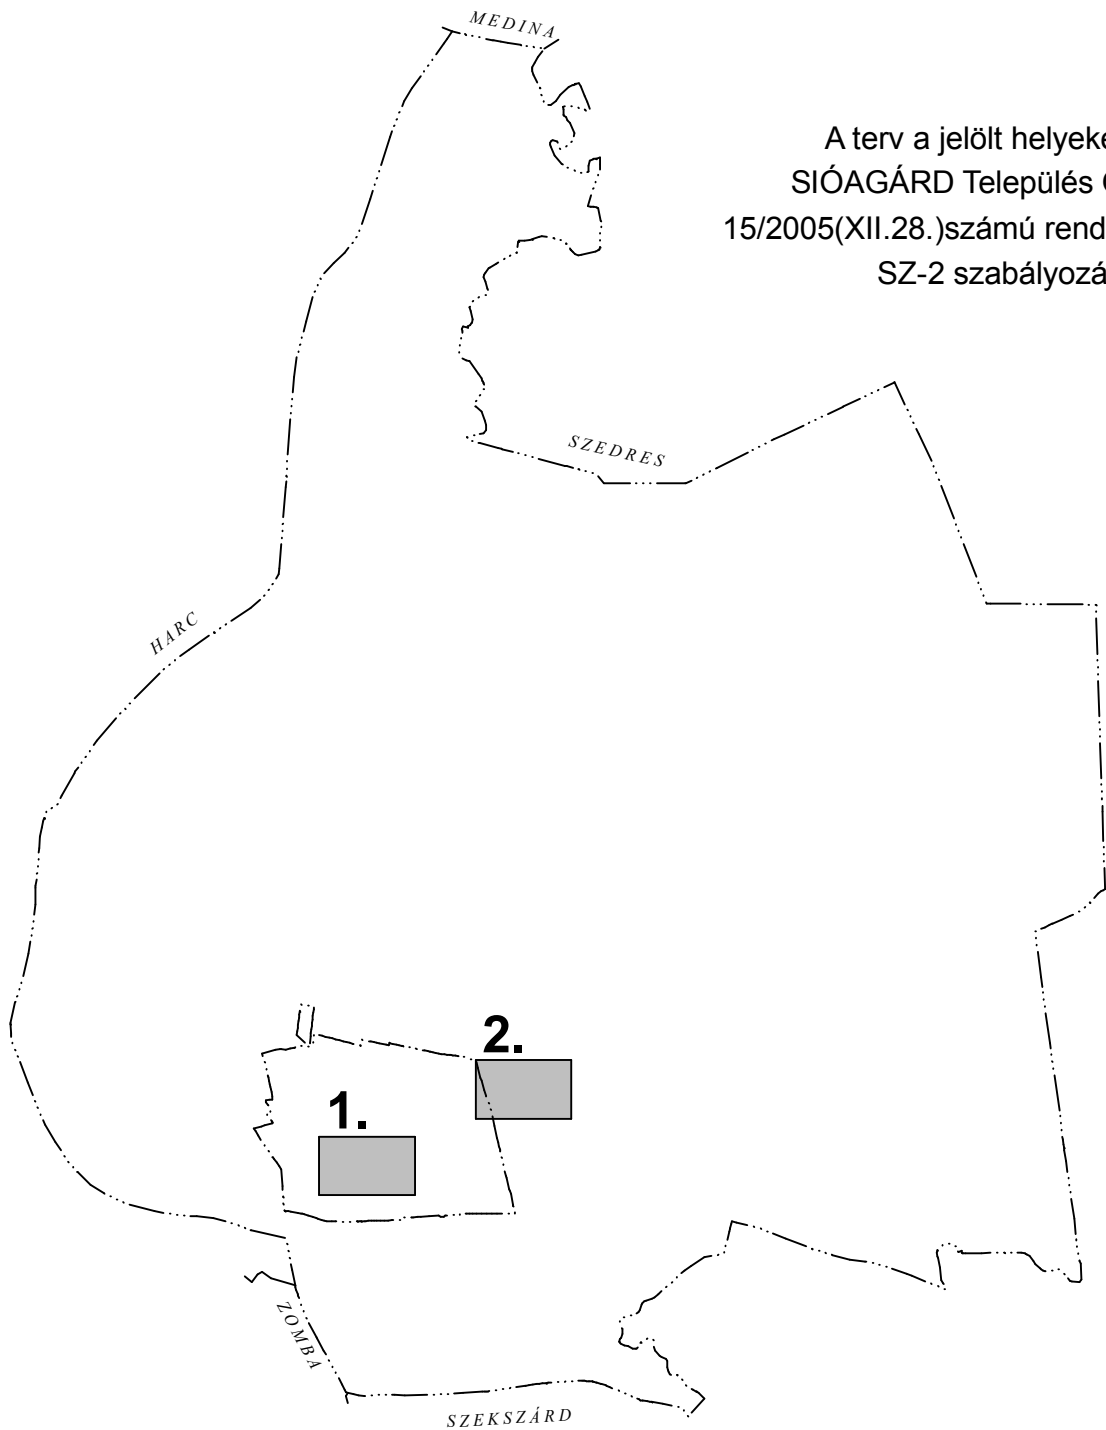 MEDINA
A terv a jelölt helyeke
SIÓAGÁRD Település
15/2005(XII.28.)számú rend
SZ-2 szabályozá
SZEDRES
HARC
2.
1.
ZOMBA
SZEKSZÁRD